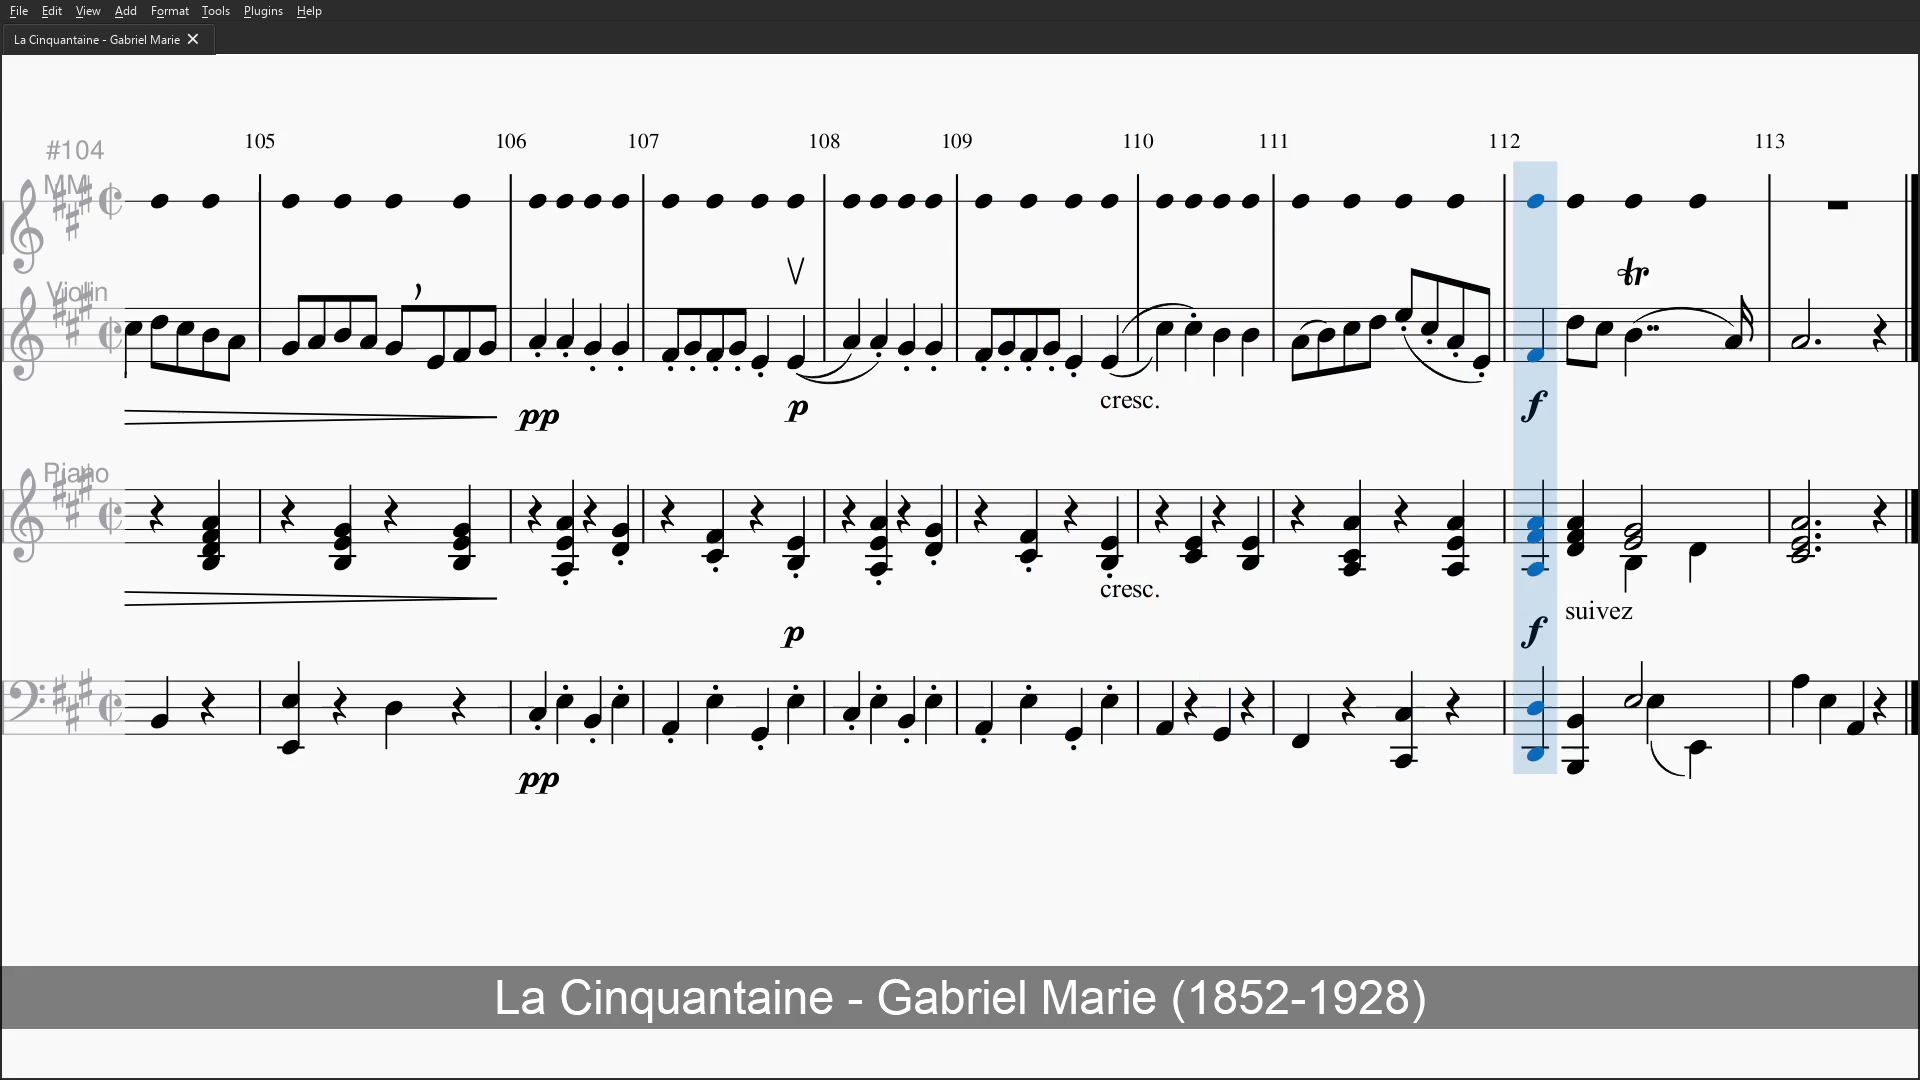 File Edit View Add Format Tools Plugins Help
La Cinquantaine - Gabriel Marie
105 106 107 108 109 110 111 112 113
#104
MM
tr
Violin
pp p cresc. f
Piano
cresc.
suivez
p f
pp
La Cinquantaine - Gabriel Marie (1852-1928)